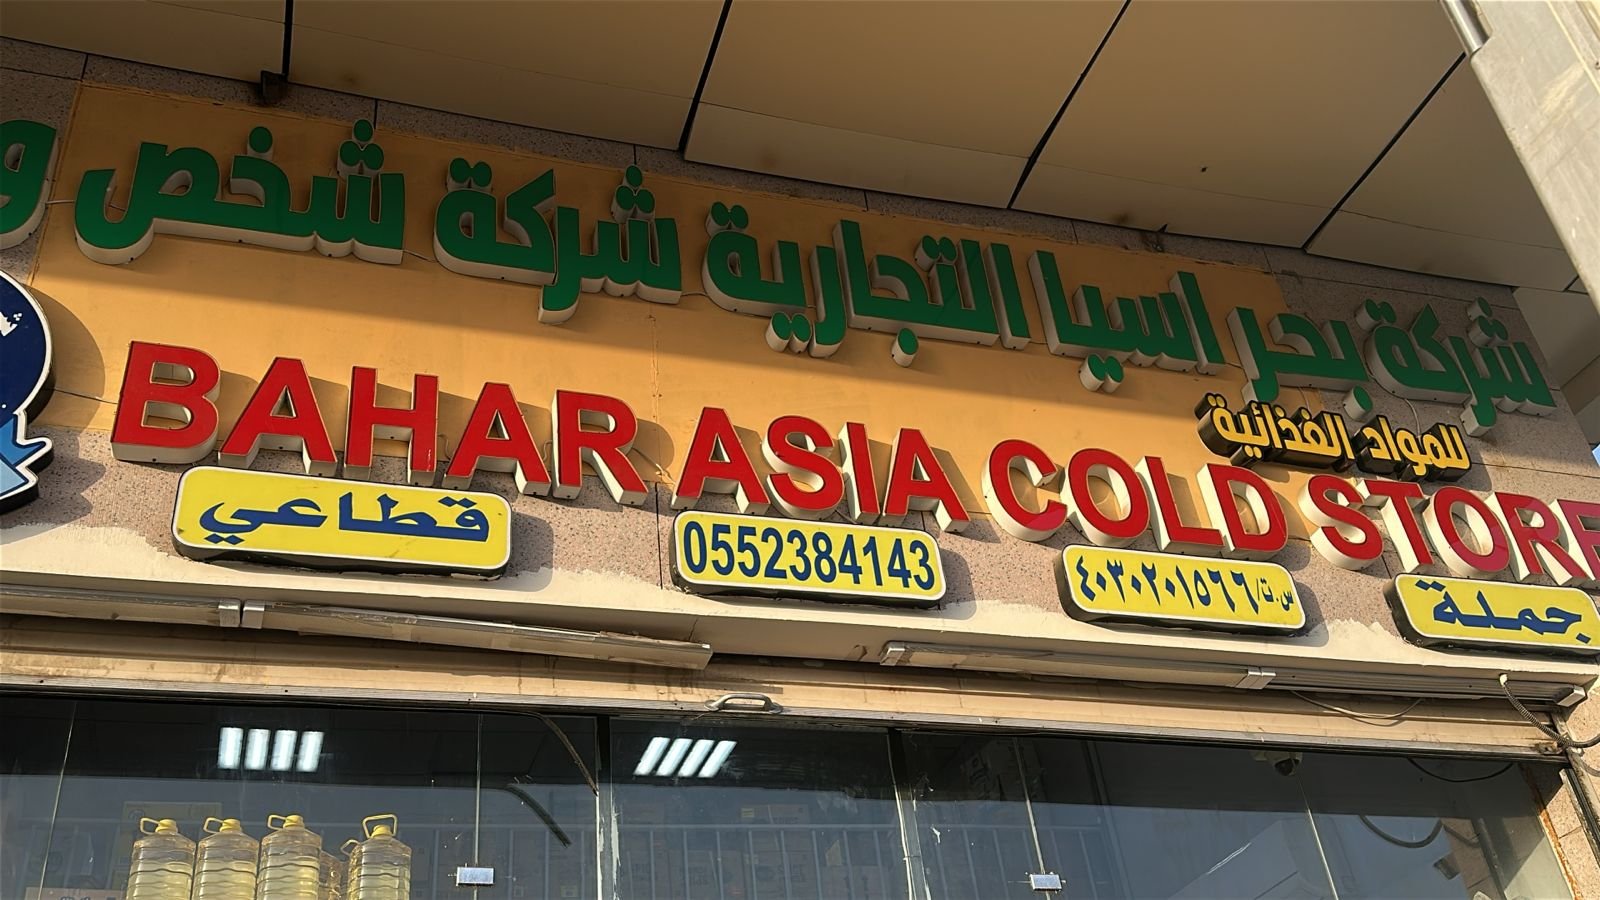 شركة بحر اسيا التجارية شركة شخص و
للمواد الغذائية
BAHAR ASIA COLD STORE
جملة
س.ت/٤٠٣٠٢٠١٥٦٦
0552384143
قطاعي